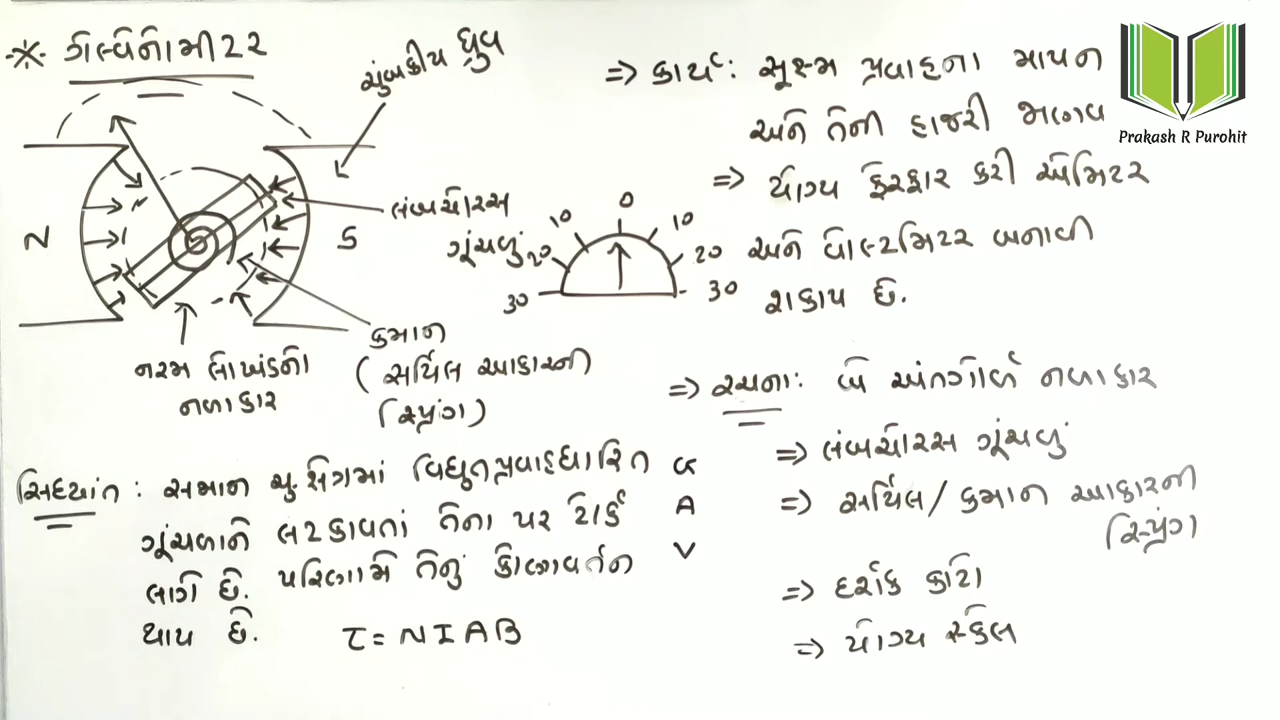 -※- ગેલ્વેનોમીટર
ચુંબકીય ધ્રુવ
N
S
લંબચોરસ
ગૂંચળું
કમાન
( સર્પિલ આકારની
સ્પ્રિંગ )
નરમ લોખંડનો
નળાકાર
30
20
10
0
10
20
30
=> કાર્ય : સૂક્ષ્મ પ્રવાહના માપન
અને તેની હાજરી જાણવા
=> યોગ્ય ફેરફાર કરી એમિટર
અને વોલ્ટમિટર બનાવી
શકાય છે.
Prakash R Purohit
=> રચના : બે અંતર્ગોળ નળાકાર
=> લંબચોરસ ગૂંચળું
=> સર્પિલ / કમાન આકારની
સ્પ્રિંગ
=> દર્શક કાંટો
=> યોગ્ય સ્કેલ
સિદ્ધાંત : સમાન ચુ. ક્ષેત્રમાં વિદ્યુતપ્રવાહધારિત
ગૂંચળાને લટકાવતાં તેના પર ટોર્ક
લાગે છે. પરિણામે તેનું કોણાવર્તન
થાય છે.
τ = NIAB
G
A
V